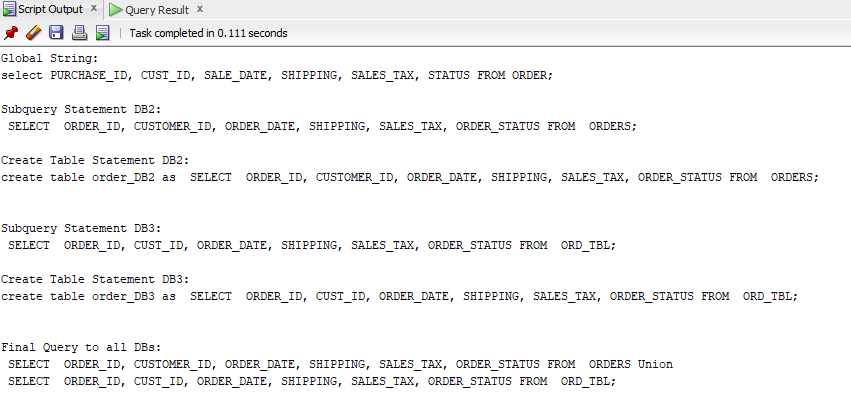 Script Output x Query Result x
Task completed in 0.111 seconds
Global String:
select PURCHASE_ID, CUST_ID, SALE_DATE, SHIPPING, SALES_TAX, STATUS FROM ORDER;
Subquery Statement DB2:
SELECT  ORDER_ID, CUSTOMER_ID, ORDER_DATE, SHIPPING, SALES_TAX, ORDER_STATUS FROM  ORDERS;
Create Table Statement DB2:
create table order_DB2 as  SELECT  ORDER_ID, CUSTOMER_ID, ORDER_DATE, SHIPPING, SALES_TAX, ORDER_STATUS FROM  ORDERS;
Subquery Statement DB3:
SELECT  ORDER_ID, CUST_ID, ORDER_DATE, SHIPPING, SALES_TAX, ORDER_STATUS FROM  ORD_TBL;
Create Table Statement DB3:
create table order_DB3 as  SELECT  ORDER_ID, CUST_ID, ORDER_DATE, SHIPPING, SALES_TAX, ORDER_STATUS FROM  ORD_TBL;
Final Query to all DBs:
SELECT  ORDER_ID, CUSTOMER_ID, ORDER_DATE, SHIPPING, SALES_TAX, ORDER_STATUS FROM  ORDERS Union
SELECT  ORDER_ID, CUST_ID, ORDER_DATE, SHIPPING, SALES_TAX, ORDER_STATUS FROM  ORD_TBL;